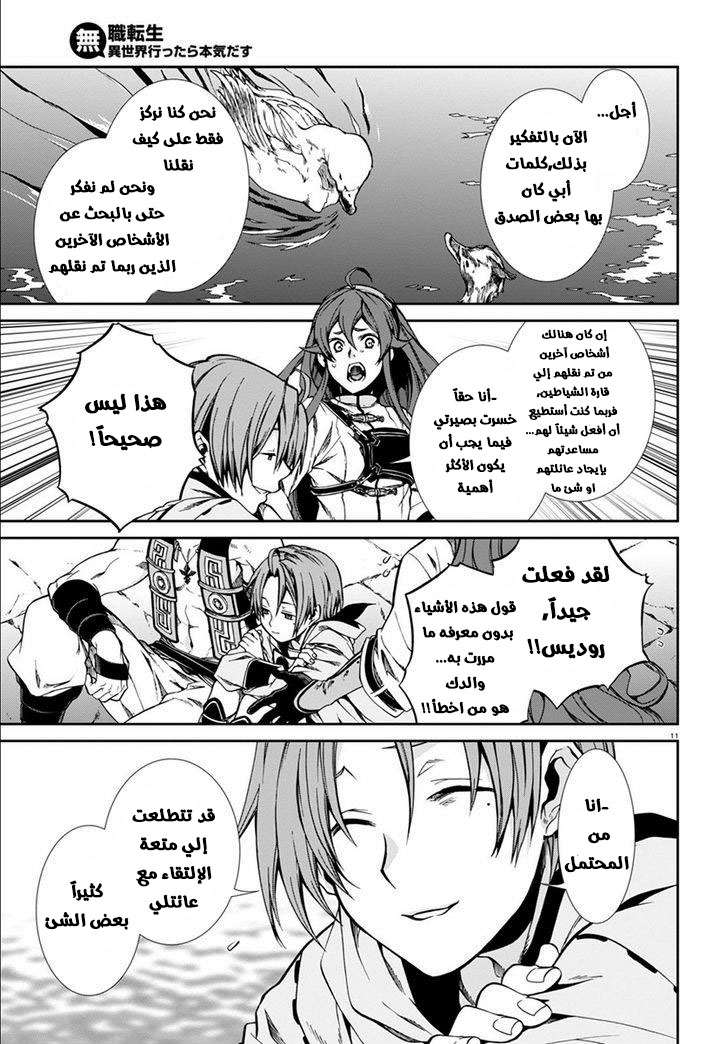 無職転生
異世界行ったら本気だす
أجل...
الآن بالتفكير
بذلك,كلمات
أبي كان
بها بعض الصدق
نحن كنا نركز
فقط على كيف
نقلنا
ونحن لم نفكر
حتى بالبحث عن
الأشخاص الآخرين
الذين ربما تم نقلهم
إن كان هنالك
أشخاص آخرين
من تم نقلهم إلي
قارة الشياطين,
فربما كنت أستطيع
أن أفعل شيئاً لهم...
مساعدتهم
بإيجاد عائلتهم
او شئ ما
-أنا حقاً
خسرت بصيرتي
فيما يجب أن
يكون الأكثر
أهمية
هذا ليس
صحيحاً!
لقد فعلت
جيداً,
روديس!!
قول هذه الأشياء
بدون معرفه ما
مررت به...
والدك
هو من اخطأ!!
11
-انا
من
المحتمل
قد تتطلعت
إلي متعة
الإلتقاء مع
عائتلي
كثيراً
بعض الشئ